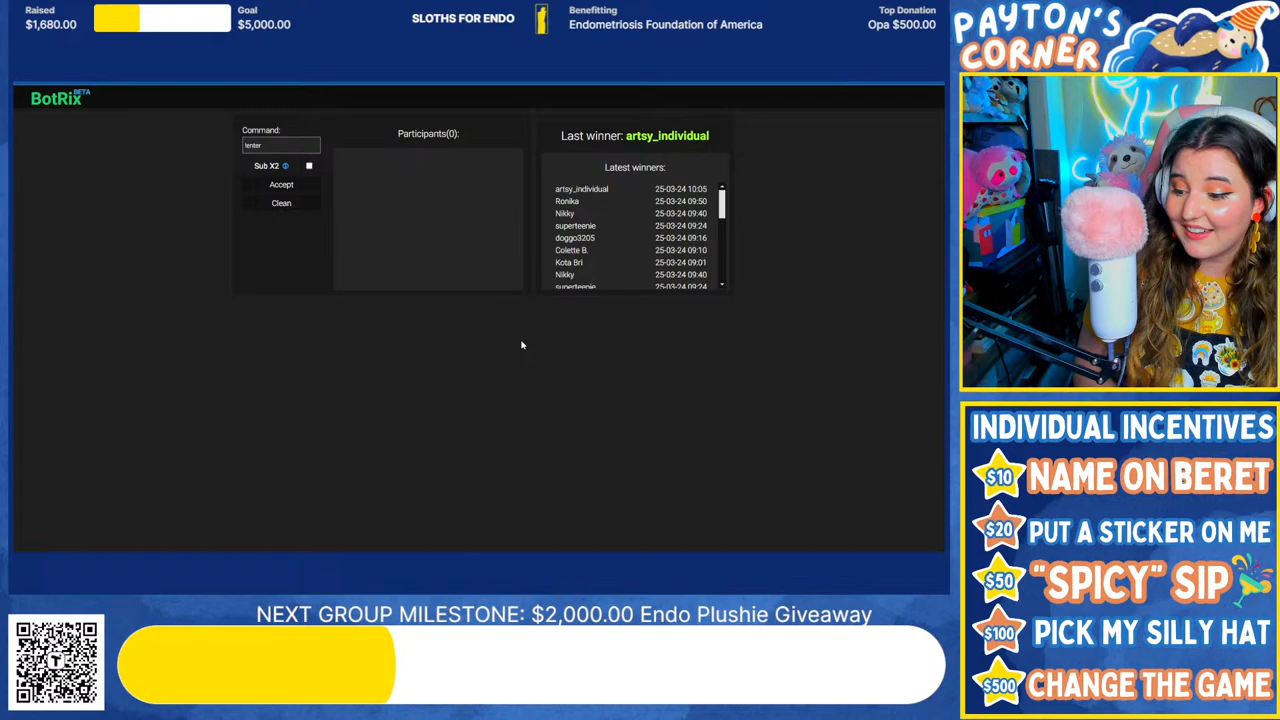 Raised
$1,680.00
Goal
$5,000.00
SLOTHS FOR ENDO
Benefitting
Endometriosis Foundation of America
Top Donation
Opa $500.00
PAYTON'S
CORNER
BotRix BETA
Command:
!enter
Sub X2
Accept
Clean
Participants(0):
Last winner: artsy_individual
Latest winners:
artsy_individual 25-03-24 10:05
Ronika 25-03-24 09:50
Nikky 25-03-24 09:40
superteenie 25-03-24 09:24
doggo3205 25-03-24 09:16
Colette B. 25-03-24 09:10
Kota Bri 25-03-24 09:01
Nikky 25-03-24 09:40
superteenie 25-03-24 09:24
INDIVIDUAL INCENTIVES
$10 NAME ON BERET
$20 PUT A STICKER ON ME
$50 "SPICY" SIP
$100 PICK MY SILLY HAT
$500 CHANGE THE GAME
NEXT GROUP MILESTONE: $2,000.00 Endo Plushie Giveaway